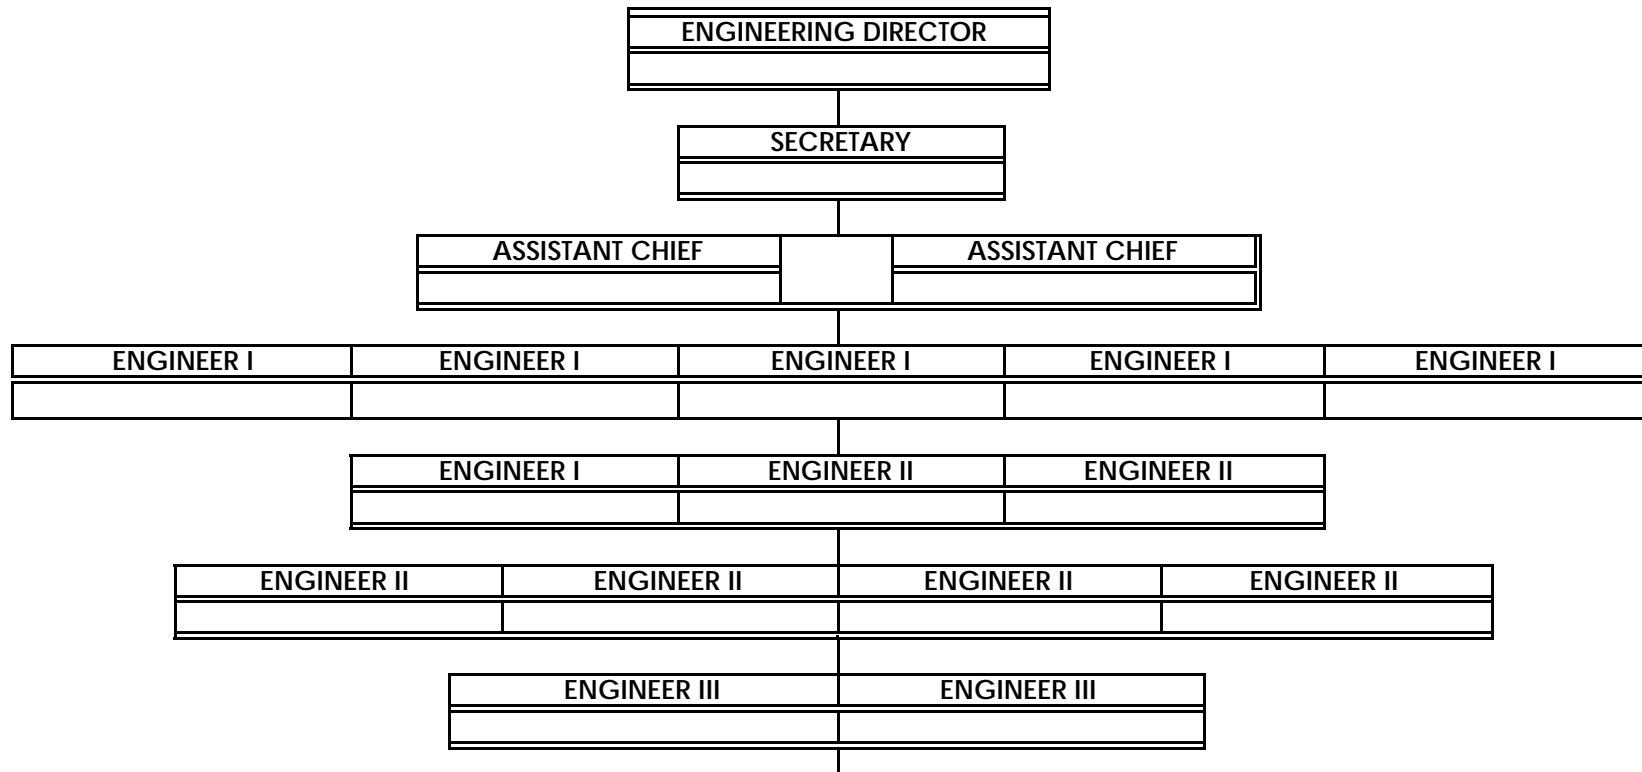 ENGINEERING DIRECTOR
SECRETARY
ASSISTANT CHIEF ASSISTANT CHIEF
ENGINEER I ENGINEER I ENGINEER I ENGINEER I ENGINEER I
ENGINEER I ENGINEER II ENGINEER II
ENGINEER II ENGINEER II ENGINEER II ENGINEER II
ENGINEER III ENGINEER III